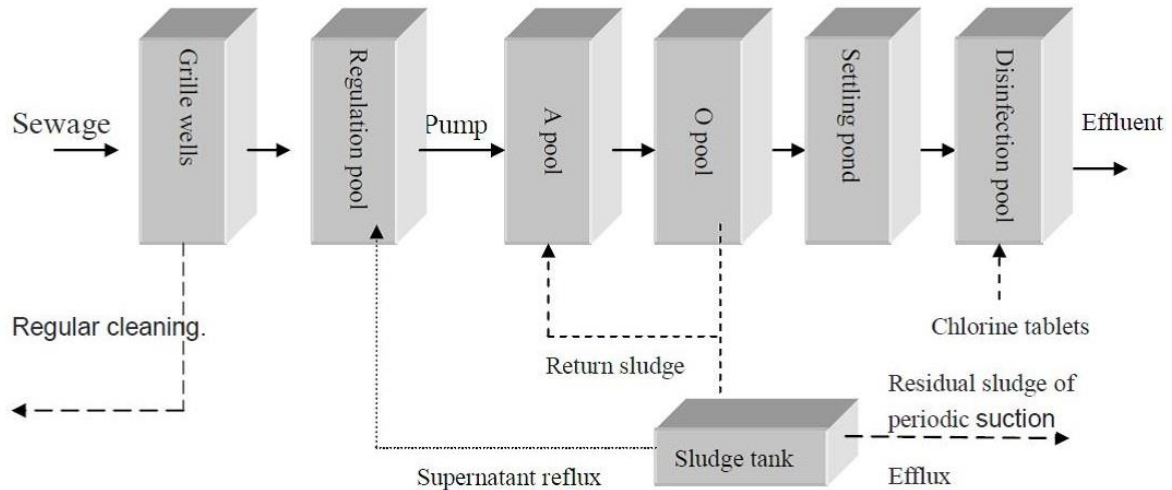 Sewage
Grille wells
Regulation pool
Pump
A pool
O pool
Settling pond
Disinfection pool
Effluent
Regular cleaning.
Return sludge
Chlorine tablets
Supernatant reflux
Sludge tank
Residual sludge of
periodic suction
Efflux